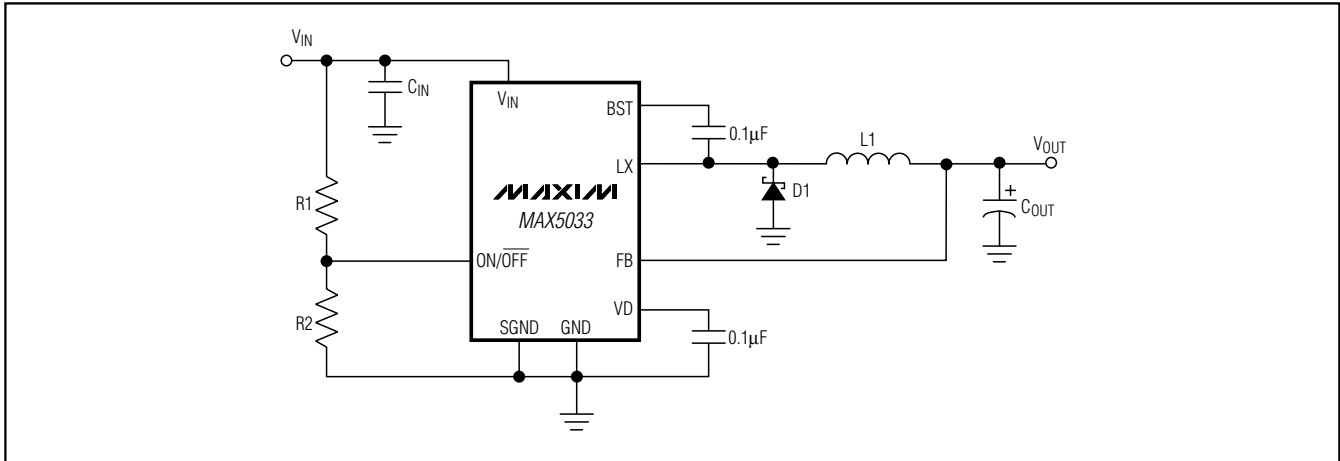 VIN
CIN
VIN
BST
0.1μF
L1
VOUT
LX
R1
MAXIM
MAX5033
D1
+
COUT
ON/OFF
FB
R2
VD
SGND GND
0.1μF